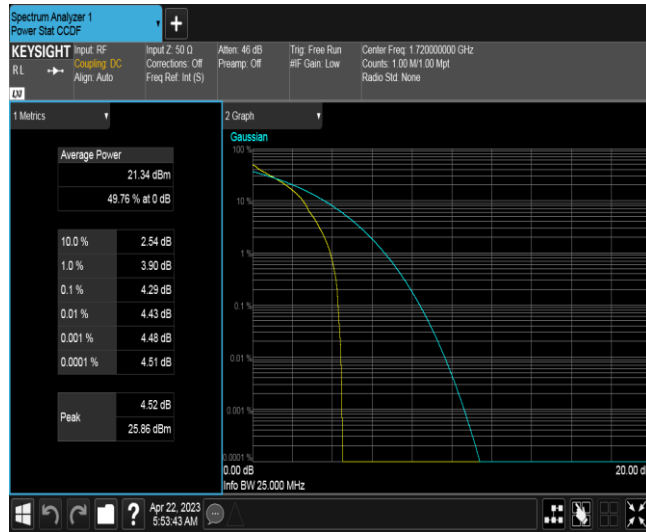 Spectrum Analyzer 1
Power Stat CCDF
+
KEYSIGHT Input: RF Input Z: 50 Ω Atten: 46 dB Trig: Free Run Center Freq: 1.720000000 GHz
RL Coupling: DC Corrections: Off Preamp: Off #IF Gain: Low Counts: 1.00 M/1.00 Mpt
Align: Auto Freq Ref: Int (S) Radio Std: None
LXI
1 Metrics
Average Power
21.34 dBm
49.76 % at 0 dB
10.0 % 2.54 dB
1.0 % 3.90 dB
0.1 % 4.29 dB
0.01 % 4.43 dB
0.001 % 4.48 dB
0.0001 % 4.51 dB
Peak 4.52 dB
25.86 dBm
2 Graph
Gaussian
100 %
10 %
1 %
0.1 %
0.01 %
0.001 %
0.0001 %
0.00 dB 20.00 d
Info BW 25.000 MHz
? Apr 22, 2023
5:53:43 AM